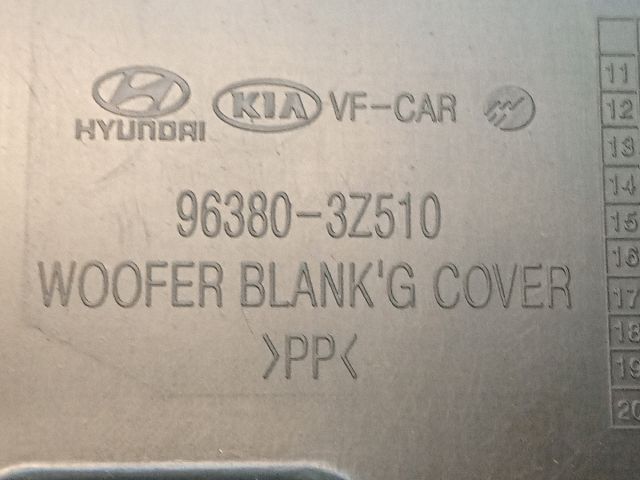 HYUNDAI KIA VF-CAR
96380-3Z510
WOOFER BLANK'G COVER
>PP<
11
12
13
14
15
16
17
18
19
20